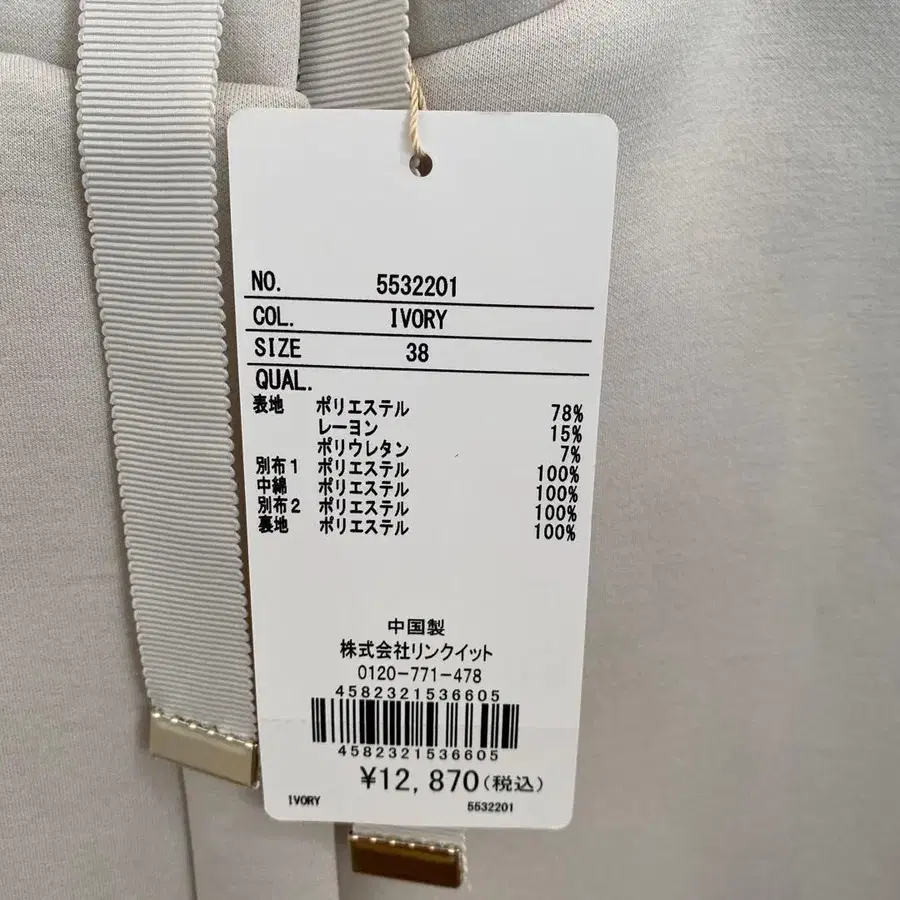 NO. 5532201
COL. IVORY
SIZE 38
QUAL.
表地 ポリエステル 78%
レーヨン 15%
ポリウレタン 7%
別布1 ポリエステル 100%
中綿 ポリエステル 100%
別布2 ポリエステル 100%
裏地 ポリエステル 100%
中国製
株式会社リンクイット
0120-771-478
4582321536605
4582321536605
¥12,870(税込)
IVORY 5532201